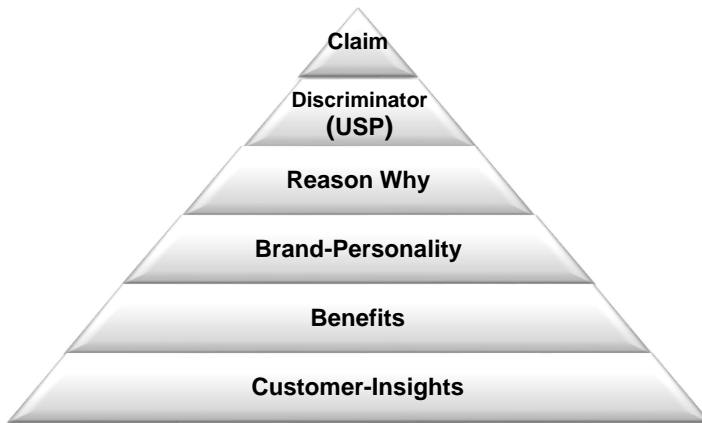 Claim
Discriminator
(USP)
Reason Why
Brand-Personality
Benefits
Customer-Insights